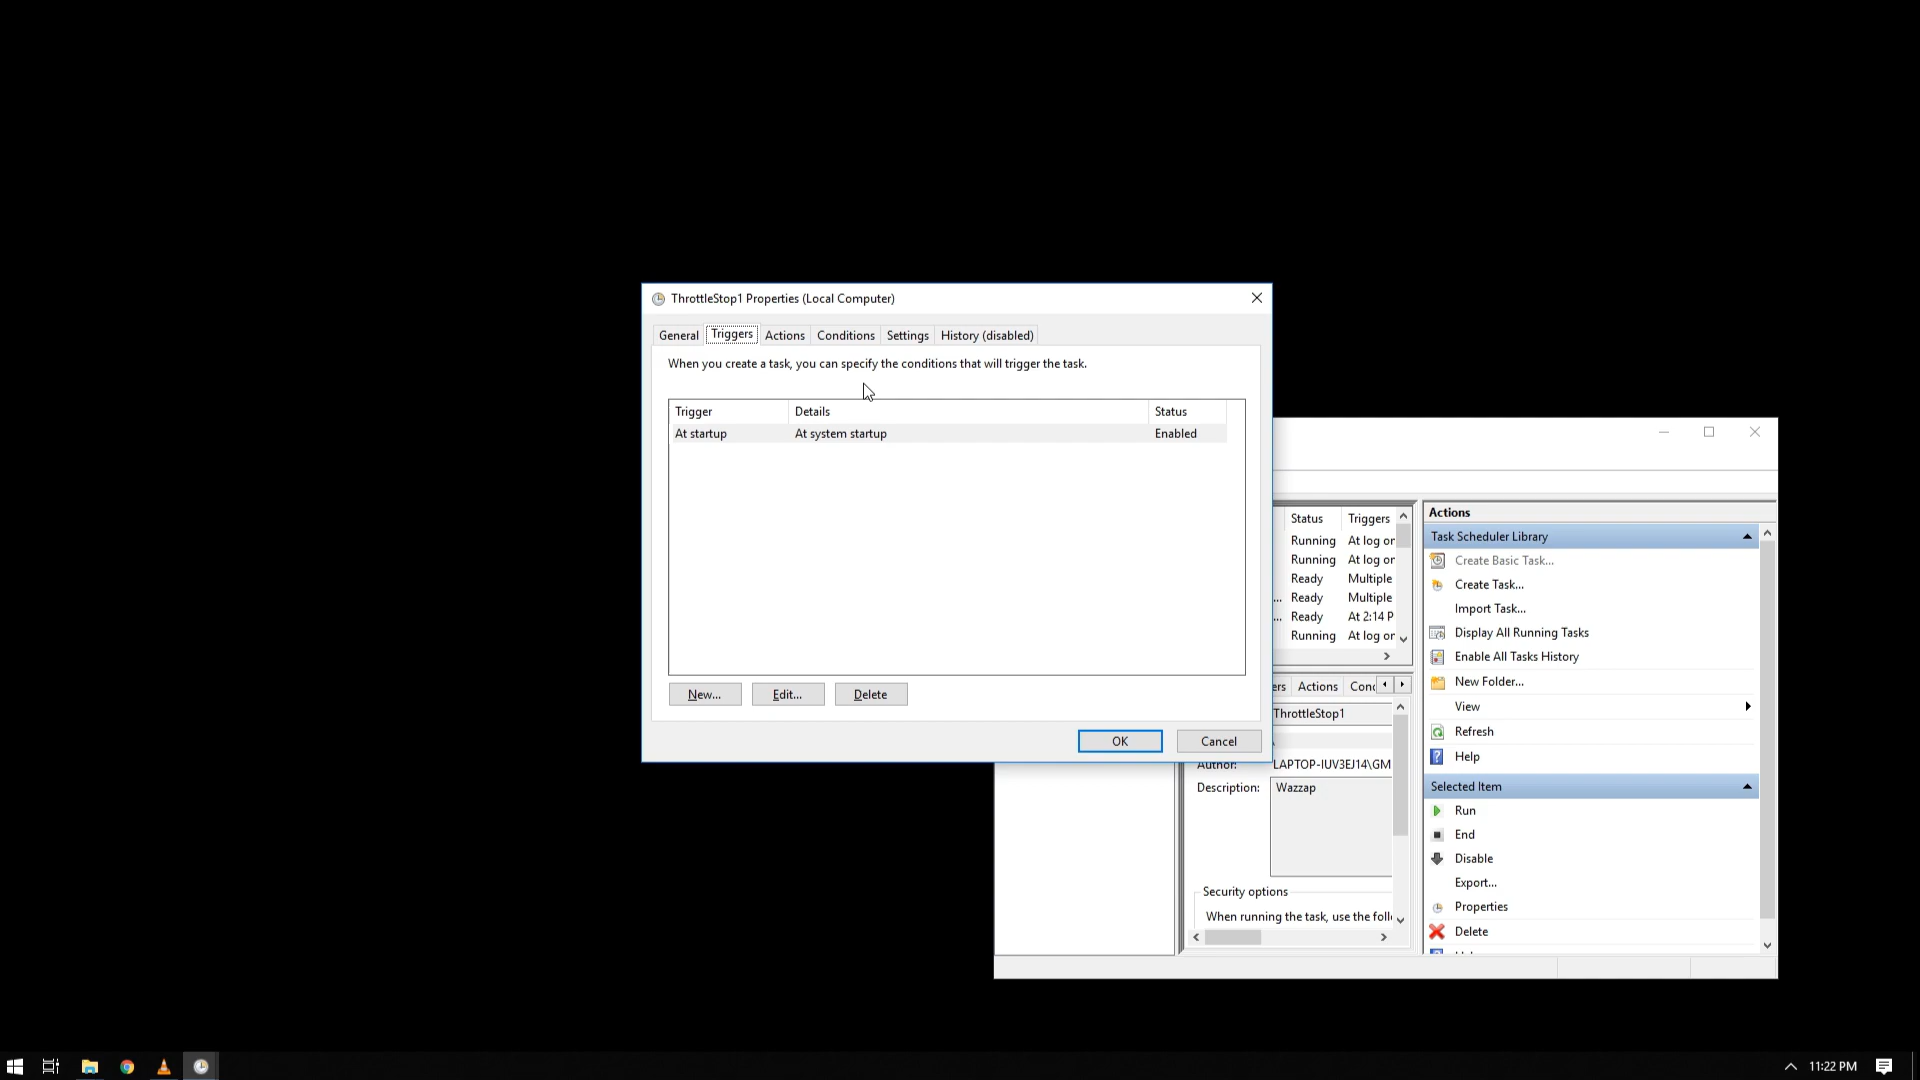 ThrottleStop1 Properties (Local Computer)
General Triggers Actions Conditions Settings History (disabled)
When you create a task, you can specify the conditions that will trigger the task.
Trigger Details Status
At startup At system startup Enabled
New... Edit... Delete
OK Cancel
Status Triggers
Running At log on
Running At log on
Ready Multiple
... Ready Multiple
... Ready At 2:14 P
Running At log on
ers Actions Con
ThrottleStop1
Author: LAPTOP-IUV3EJ14\GM
Description: Wazzap
Security options
When running the task, use the foll
Actions
Task Scheduler Library
Create Basic Task...
Create Task...
Import Task...
Display All Running Tasks
Enable All Tasks History
New Folder...
View
Refresh
Help
Selected Item
Run
End
Disable
Export...
Properties
Delete
11:22 PM